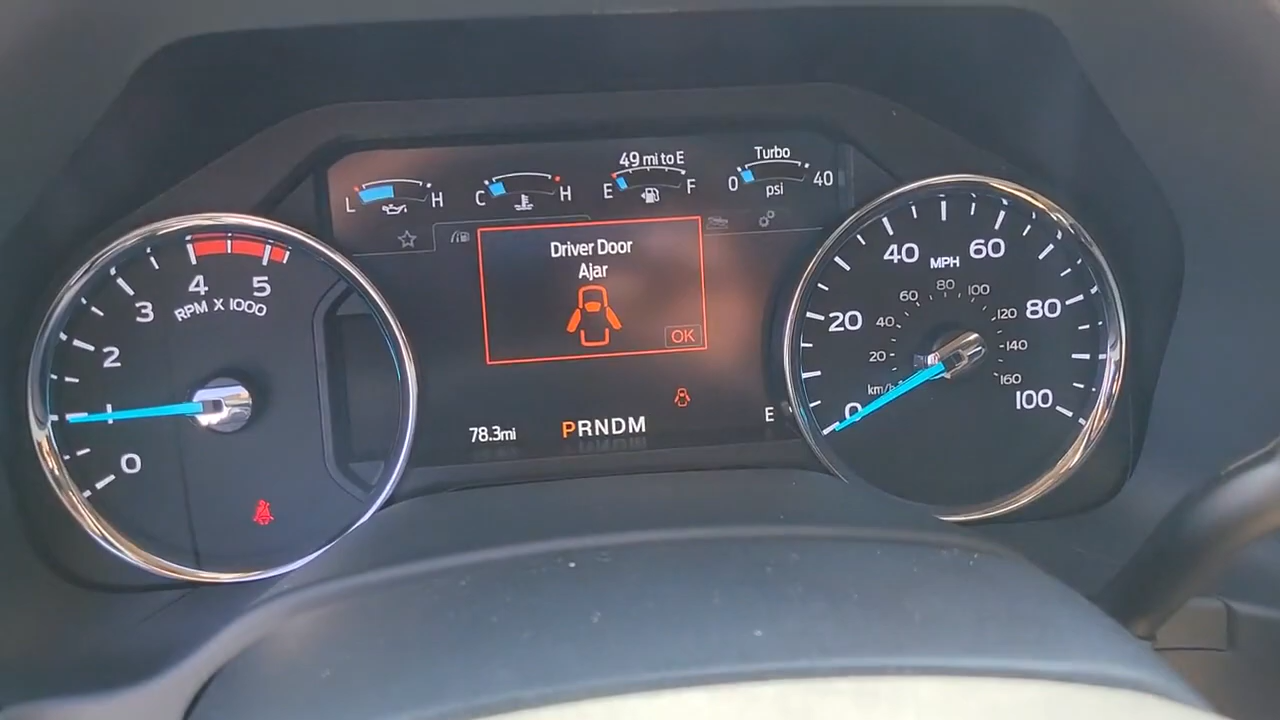 49 mi to E
Turbo
L H
C H
E F
0 40
psi
Driver Door
Ajar
OK
78.3mi
PRNDM
E
0
1
2
3
4
5
RPM X 1000
0
20
40
60
80
100
MPH
20
40
60
80
100
120
140
160
km/h